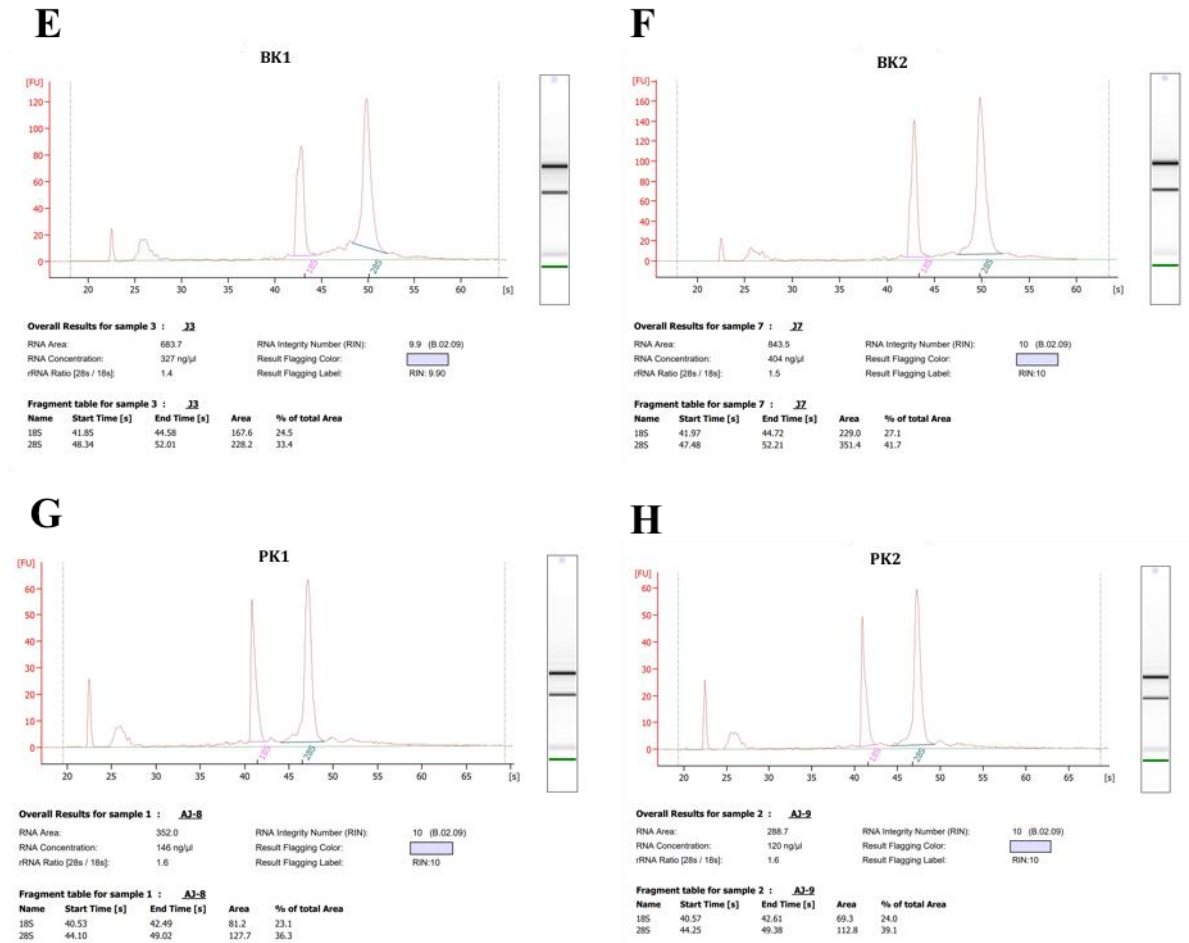 E
BK1
[FU]
120
100
80
60
40
20
0
18S
28S
20 25 30 35 40 45 50 55 60 [s]
Overall Results for sample 3 : J3
RNA Area: 683.7 RNA Integrity Number (RIN): 9.9 (B.02.09)
RNA Concentration: 327 ng/µl Result Flagging Color:
rRNA Ratio [28s / 18s]: 1.4 Result Flagging Label: RIN: 9.90
Fragment table for sample 3 : J3
Name Start Time [s] End Time [s] Area % of total Area
18S 41.85 44.58 167.6 24.5
28S 48.34 52.01 228.2 33.4
F
BK2
[FU]
160
140
120
100
80
60
40
20
0
18S
28S
20 25 30 35 40 45 50 55 60 [s]
Overall Results for sample 7 : J7
RNA Area: 843.5 RNA Integrity Number (RIN): 10 (B.02.09)
RNA Concentration: 404 ng/µl Result Flagging Color:
rRNA Ratio [28s / 18s]: 1.5 Result Flagging Label: RIN:10
Fragment table for sample 7 : J7
Name Start Time [s] End Time [s] Area % of total Area
18S 41.97 44.72 229.0 27.1
28S 47.48 52.21 351.4 41.7
G
PK1
[FU]
60
50
40
30
20
10
0
18S
28S
20 25 30 35 40 45 50 55 60 65 [s]
Overall Results for sample 1 : AJ-8
RNA Area: 352.0 RNA Integrity Number (RIN): 10 (B.02.09)
RNA Concentration: 146 ng/µl Result Flagging Color:
rRNA Ratio [28s / 18s]: 1.6 Result Flagging Label: RIN:10
Fragment table for sample 1 : AJ-8
Name Start Time [s] End Time [s] Area % of total Area
18S 40.53 42.49 81.2 23.1
28S 44.10 49.02 127.7 36.3
H
PK2
[FU]
60
50
40
30
20
10
0
18S
28S
20 25 30 35 40 45 50 55 60 65 [s]
Overall Results for sample 2 : AJ-9
RNA Area: 288.7 RNA Integrity Number (RIN): 10 (B.02.09)
RNA Concentration: 120 ng/µl Result Flagging Color:
rRNA Ratio [28s / 18s]: 1.6 Result Flagging Label: RIN:10
Fragment table for sample 2 : AJ-9
Name Start Time [s] End Time [s] Area % of total Area
18S 40.57 42.61 69.3 24.0
28S 44.25 49.38 112.8 39.1